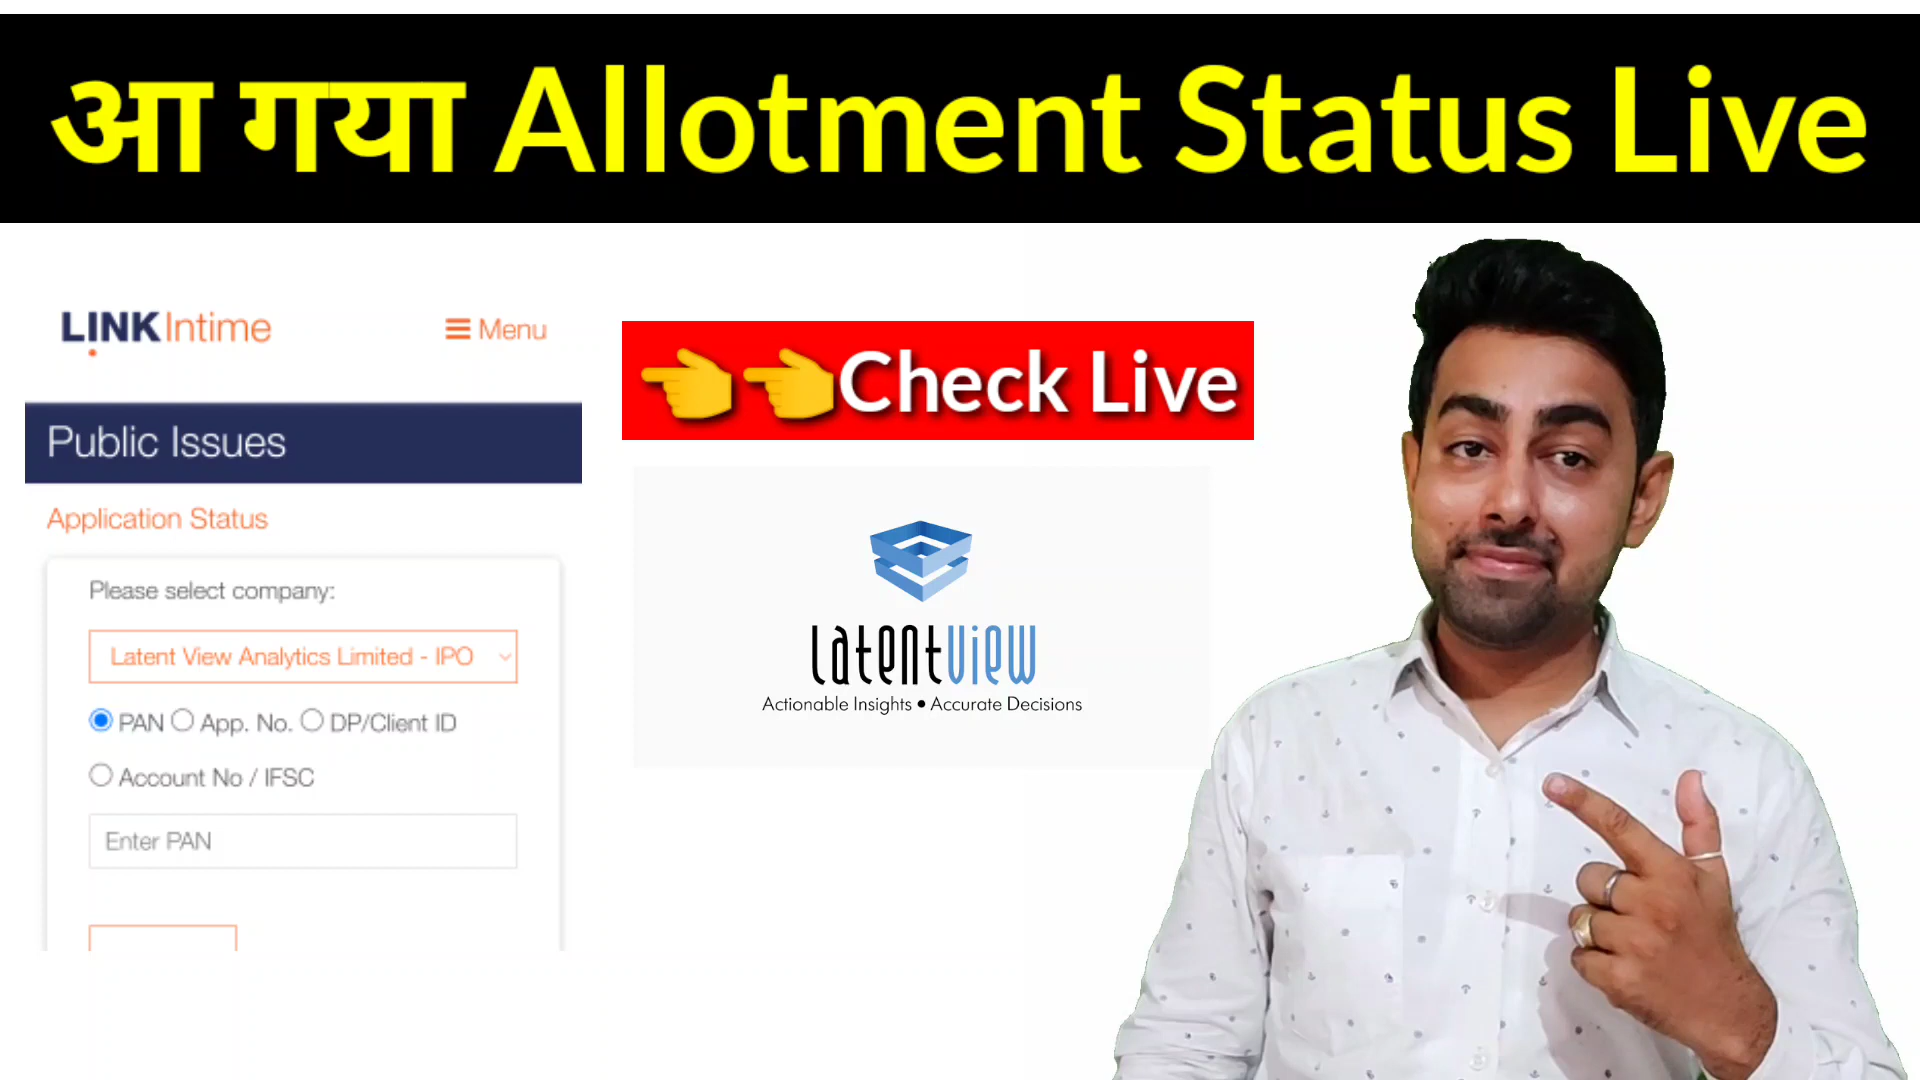 आ गया Allotment Status Live
LINKIntime
Menu
Public Issues
Application Status
Please select company:
Latent View Analytics Limited - IPO
PAN App. No. DP/Client ID
Account No / IFSC
Enter PAN
👈👈Check Live
LatentView
Actionable Insights • Accurate Decisions